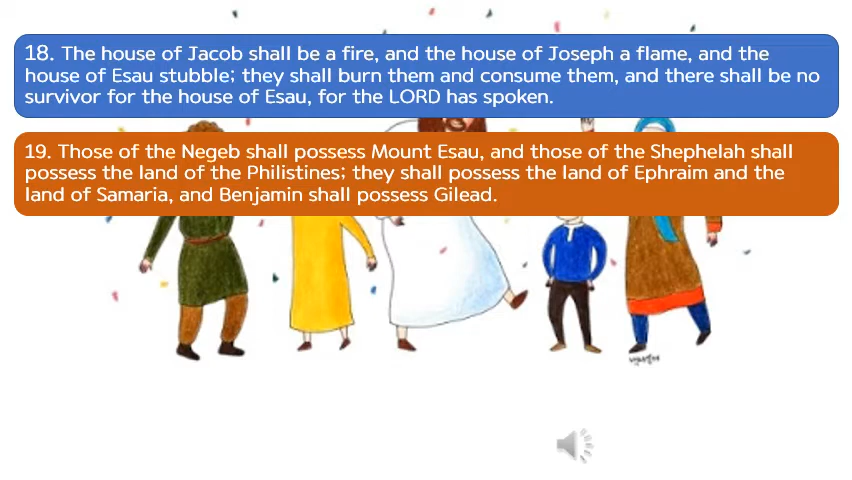 18. The house of Jacob shall be a fire, and the house of Joseph a flame, and the
house of Esau stubble; they shall burn them and consume them, and there shall be no
survivor for the house of Esau, for the LORD has spoken.
19. Those of the Negeb shall possess Mount Esau, and those of the Shephelah shall
possess the land of the Philistines; they shall possess the land of Ephraim and the
land of Samaria, and Benjamin shall possess Gilead.